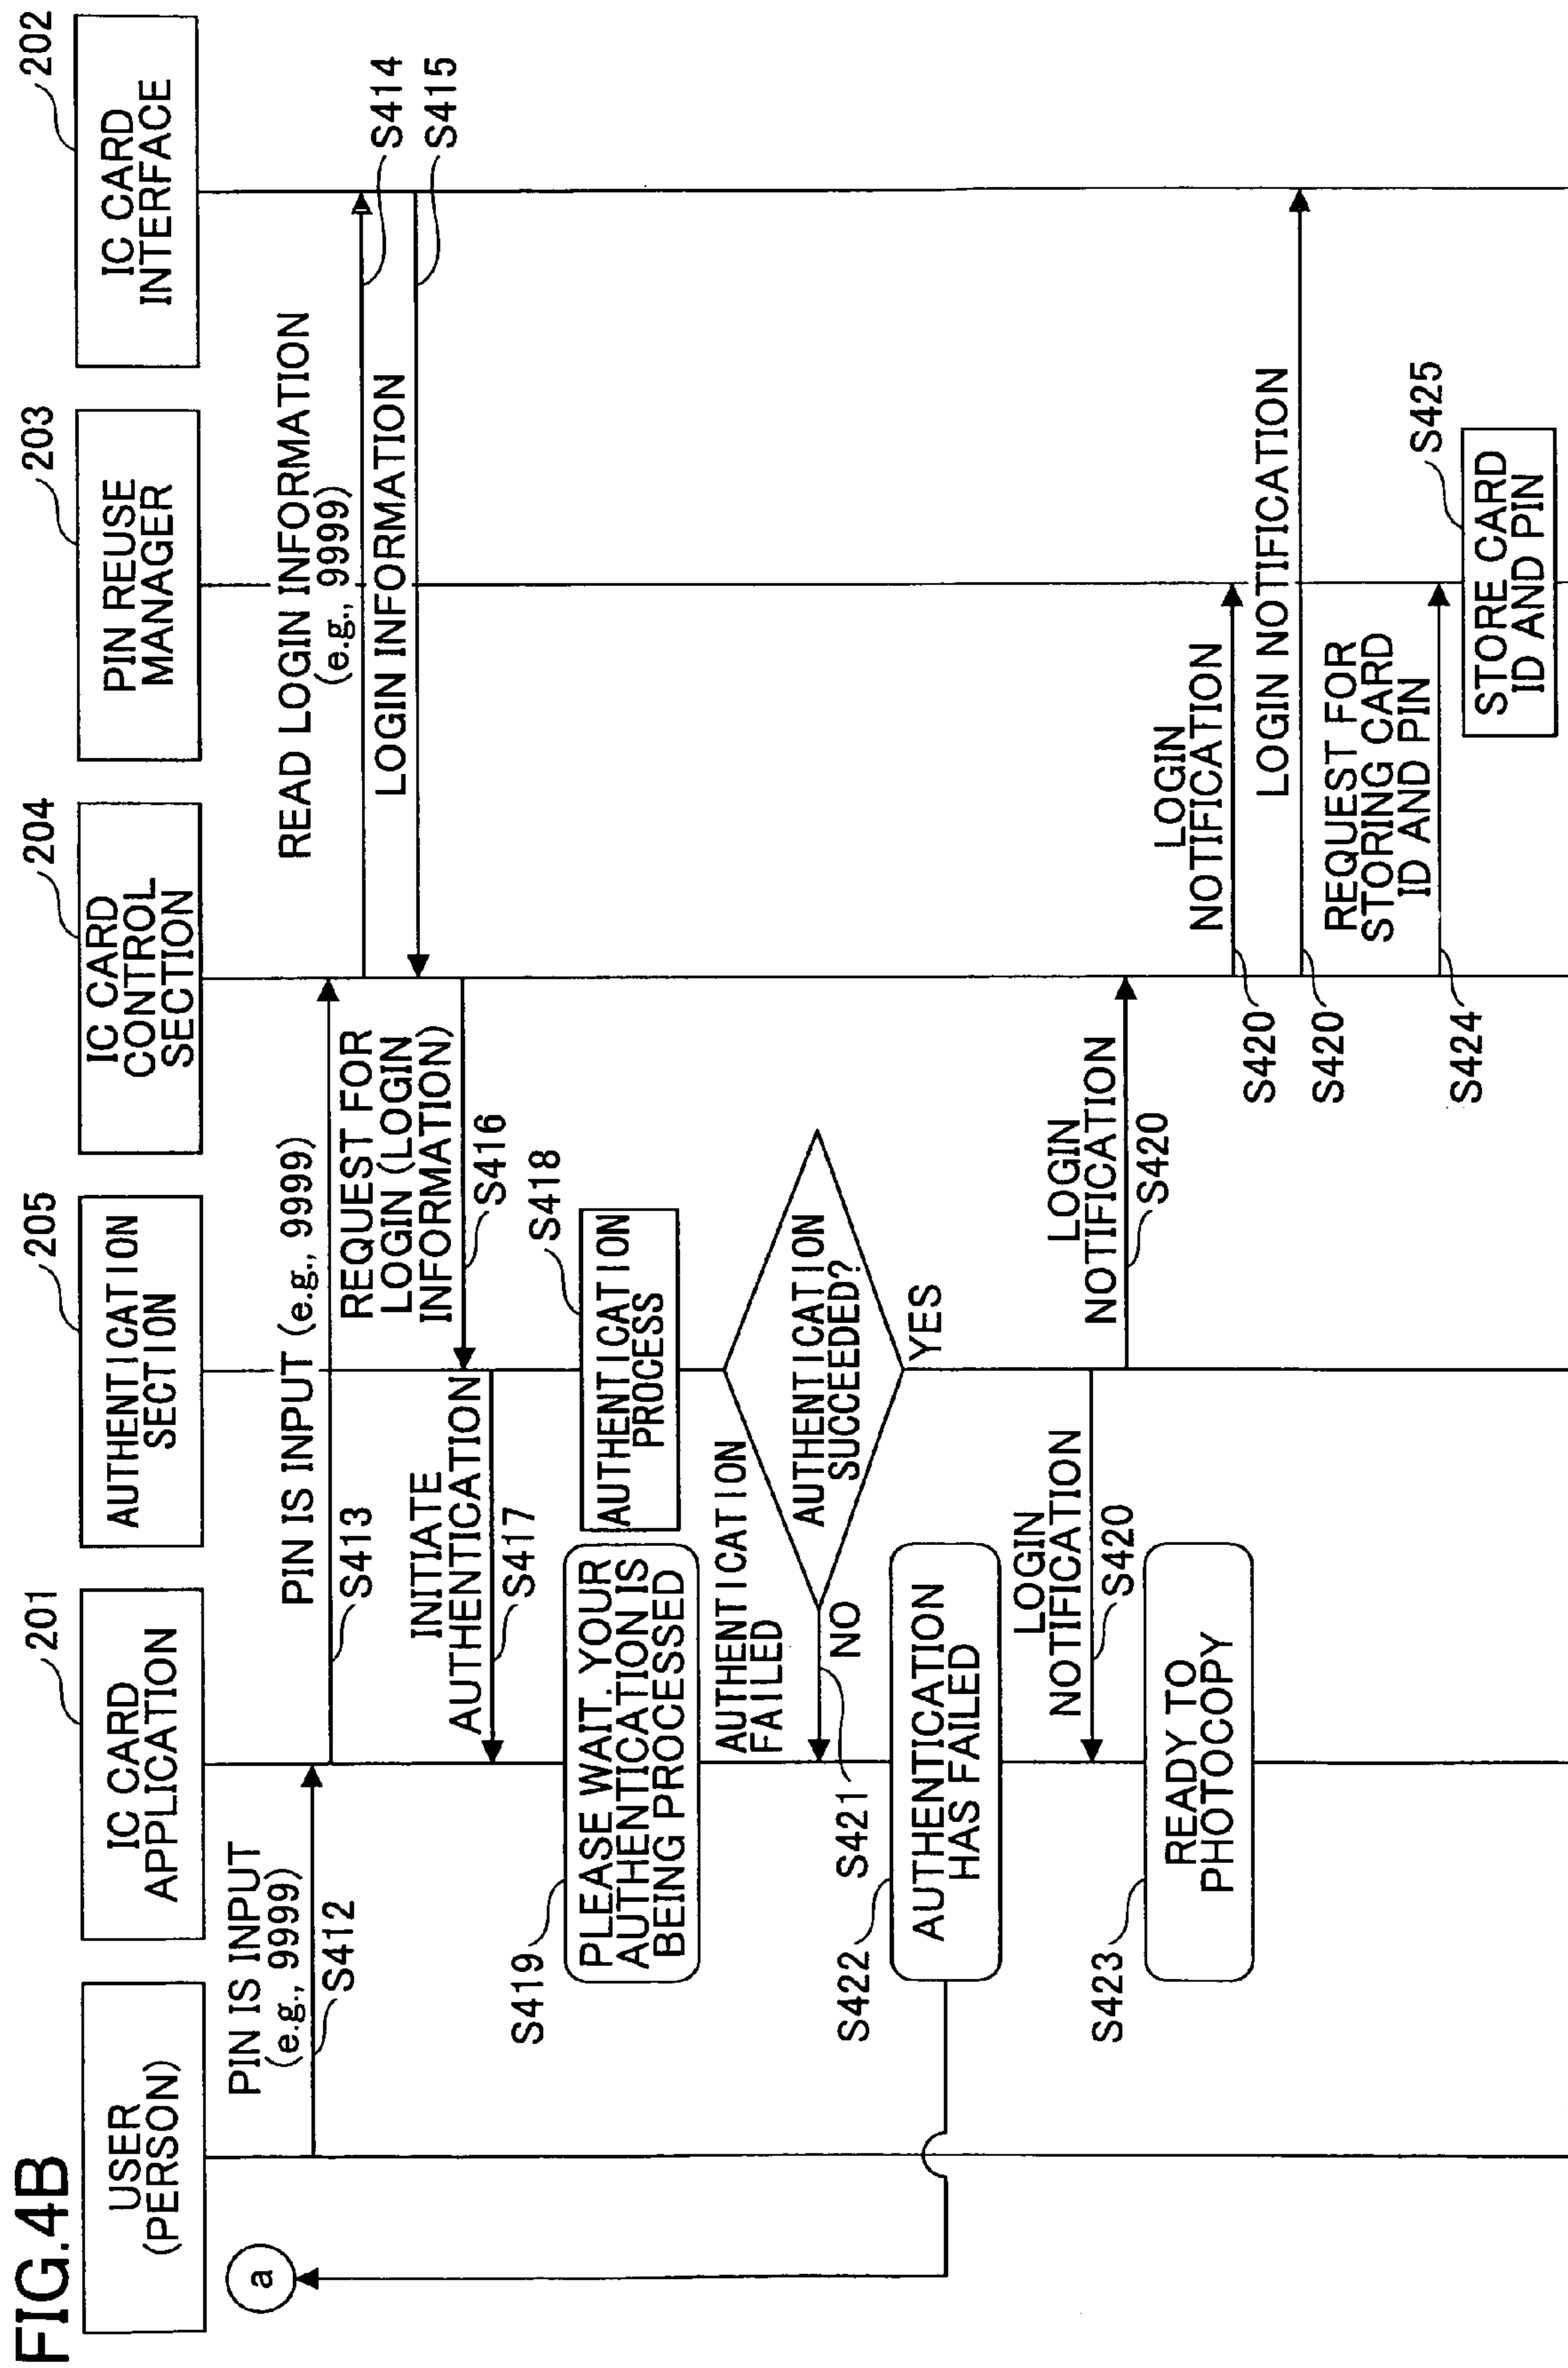 FIG.4B
USER
(PERSON)
IC CARD
APPLICATION
201
AUTHENTICATION
SECTION
205
IC CARD
CONTROL
SECTION
204
PIN REUSE
MANAGER
203
IC CARD
INTERFACE
202
a
PIN IS INPUT
(e.g., 9999)
S412
PIN IS INPUT (e.g., 9999)
S413
READ LOGIN INFORMATION
(e.g., 9999)
S414
LOGIN INFORMATION
S415
REQUEST FOR
LOGIN (LOGIN
INFORMATION)
S416
INITIATE
AUTHENTICATION
S417
AUTHENTICATION
PROCESS
S418
S419
PLEASE WAIT. YOUR
AUTHENTICATION IS
BEING PROCESSED
AUTHENTICATION
FAILED
AUTHENTICATION
SUCCEEDED?
NO
YES
S421
S422
AUTHENTICATION
HAS FAILED
LOGIN
NOTIFICATION
S420
LOGIN
NOTIFICATION
S420
S423
READY TO
PHOTOCOPY
LOGIN
NOTIFICATION
S420
LOGIN NOTIFICATION
S420
REQUEST FOR
STORING CARD
ID AND PIN
S424
STORE CARD
ID AND PIN
S425